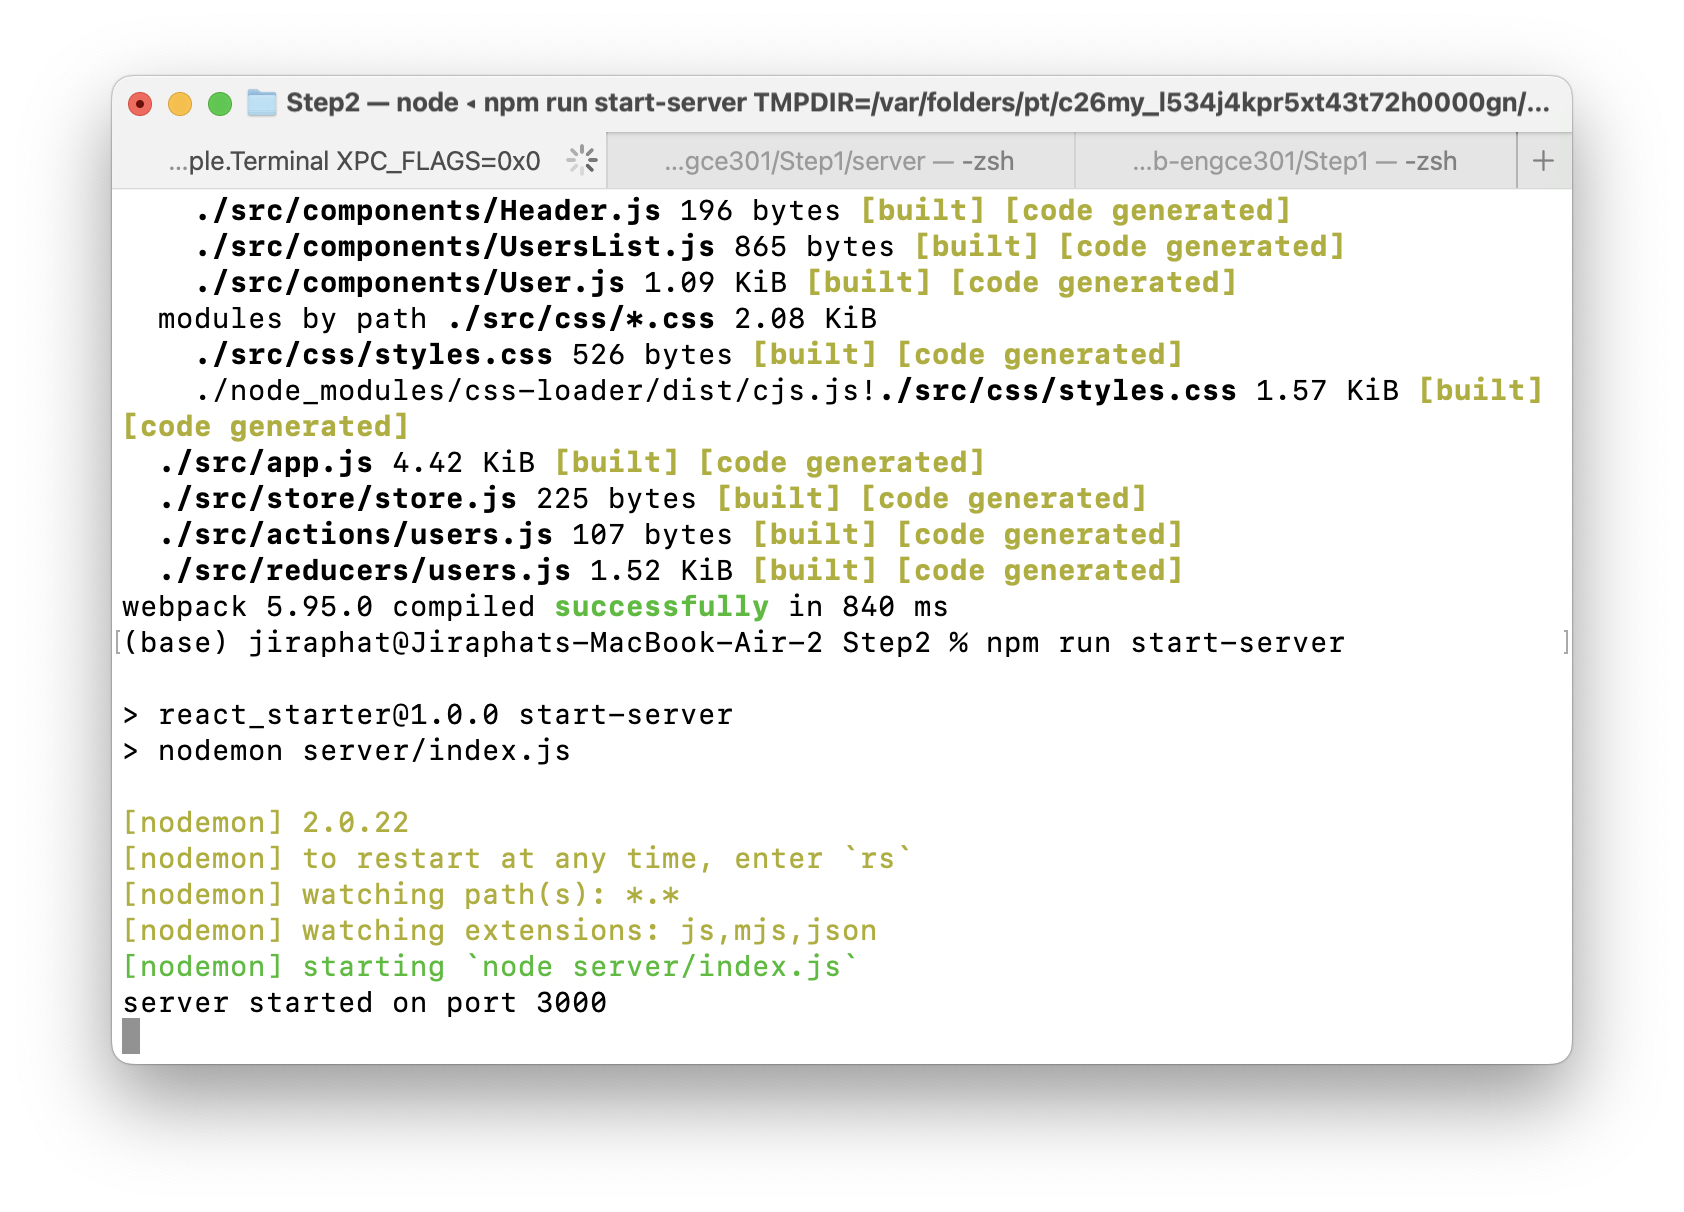 Step2 — node ◂ npm run start-server TMPDIR=/var/folders/pt/c26my_l534j4kpr5xt43t72h0000gn/...
...ple.Terminal XPC_FLAGS=0x0
...gce301/Step1/server — -zsh
...b-engce301/Step1 — -zsh
./src/components/Header.js 196 bytes [built] [code generated]
./src/components/UsersList.js 865 bytes [built] [code generated]
./src/components/User.js 1.09 KiB [built] [code generated]
modules by path ./src/css/*.css 2.08 KiB
./src/css/styles.css 526 bytes [built] [code generated]
./node_modules/css-loader/dist/cjs.js!./src/css/styles.css 1.57 KiB [built]
[code generated]
./src/app.js 4.42 KiB [built] [code generated]
./src/store/store.js 225 bytes [built] [code generated]
./src/actions/users.js 107 bytes [built] [code generated]
./src/reducers/users.js 1.52 KiB [built] [code generated]
webpack 5.95.0 compiled successfully in 840 ms
[(base) jiraphat@Jiraphats-MacBook-Air-2 Step2 % npm run start-server ]
> react_starter@1.0.0 start-server
> nodemon server/index.js
[nodemon] 2.0.22
[nodemon] to restart at any time, enter `rs`
[nodemon] watching path(s): *.*
[nodemon] watching extensions: js,mjs,json
[nodemon] starting `node server/index.js`
server started on port 3000